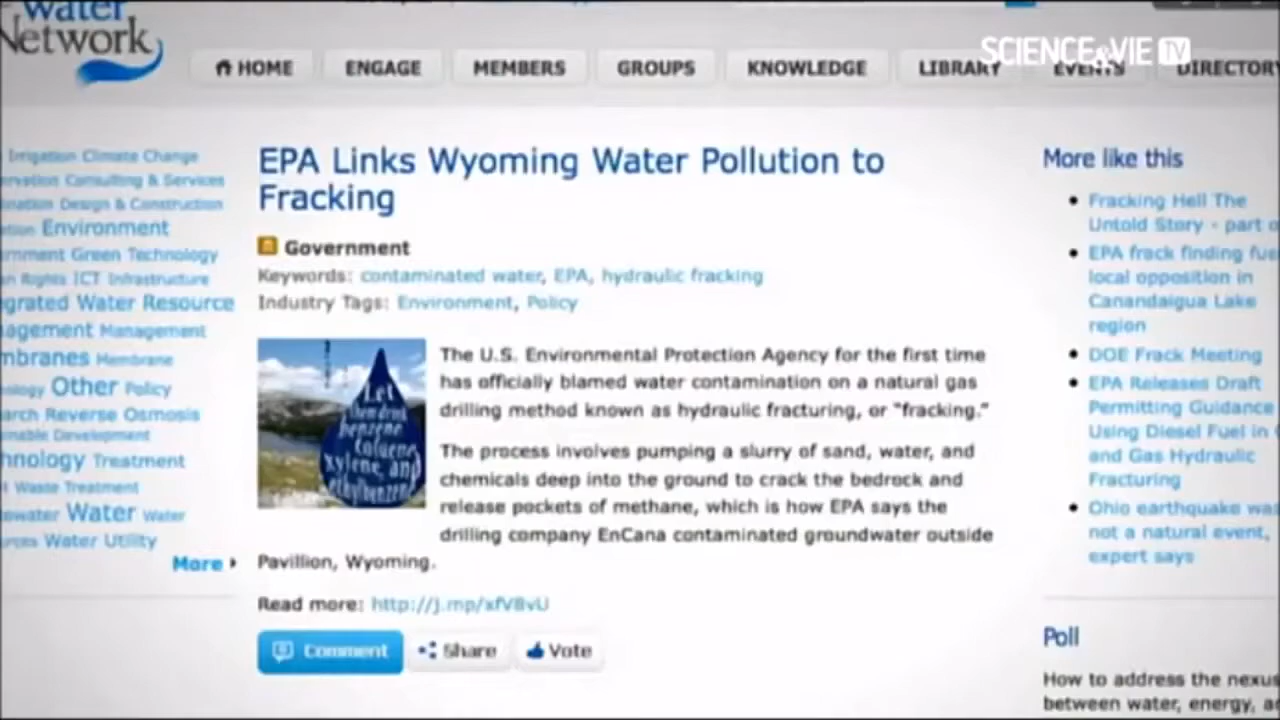 Water
Network
SCIENCE&VIE TV
HOME ENGAGE MEMBERS GROUPS KNOWLEDGE LIBRARY EVENTS DIRECTORY
Irrigation Climate Change
Consulting & Services
Design & Construction
Environment
Green Technology
Rights ICT Infrastructure
Water Resource
Management
Membrane
Other Policy
Reverse Osmosis
Development
Treatment
Waste Treatment
Water Water
Water Utility
More
EPA Links Wyoming Water Pollution to
Fracking
Government
Keywords: contaminated water, EPA, hydraulic fracking
Industry Tags: Environment, Policy
Let
them drink
benzene
toluene
xylene, and
ethylbenzene
The U.S. Environmental Protection Agency for the first time
has officially blamed water contamination on a natural gas
drilling method known as hydraulic fracturing, or “fracking.”
The process involves pumping a slurry of sand, water, and
chemicals deep into the ground to crack the bedrock and
release pockets of methane, which is how EPA says the
drilling company EnCana contaminated groundwater outside
Pavillion, Wyoming.
Read more: http://j.mp/xfV8vU
Comment Share Vote
More like this
Fracking Hell The
Untold Story - part
EPA frack finding
local opposition in
Canandaigua Lake
region
DOE Frack Meeting
EPA Releases Draft
Permitting Guidance
Using Diesel Fuel in
and Gas Hydraulic
Fracturing
Ohio earthquake
not a natural event,
expert says
Poll
How to address the nexus
between water, energy,